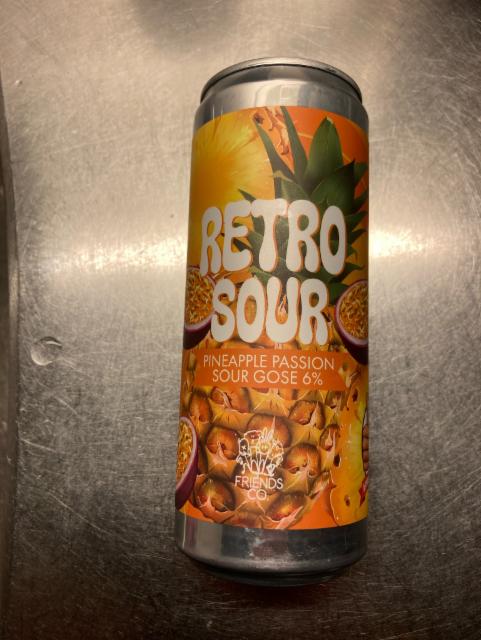 RETRO
SOUR
PINEAPPLE PASSION
SOUR GOSE 6%
FRIENDS
CO